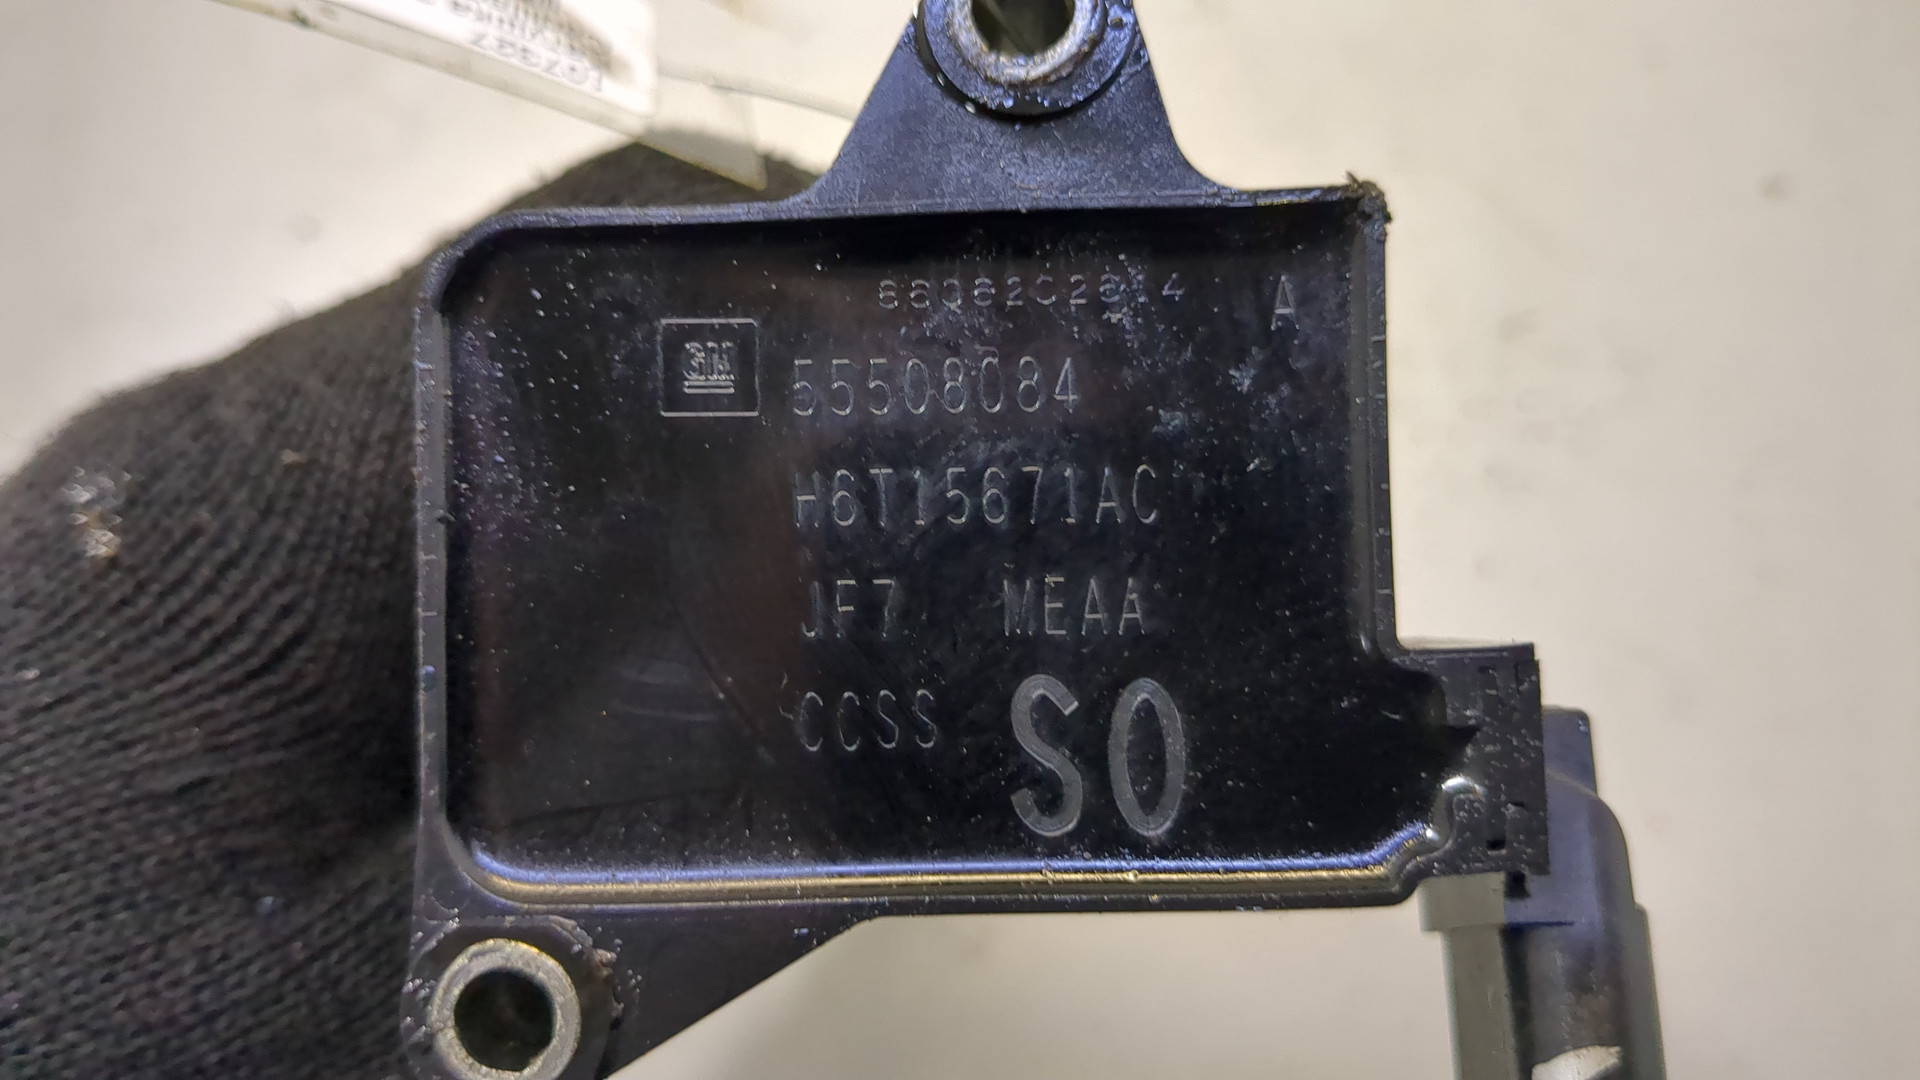 A
GM
55508084
H6T15671AC
JF7 MEAA
CCSS
S0